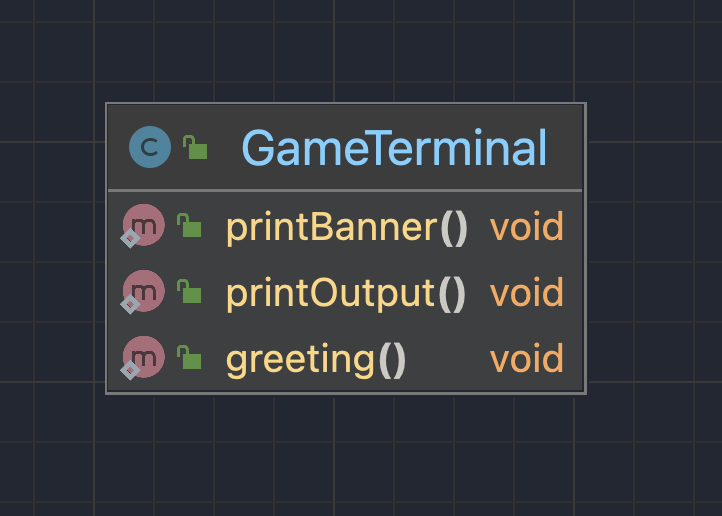 C GameTerminal
m printBanner() void
m printOutput() void
m greeting() void